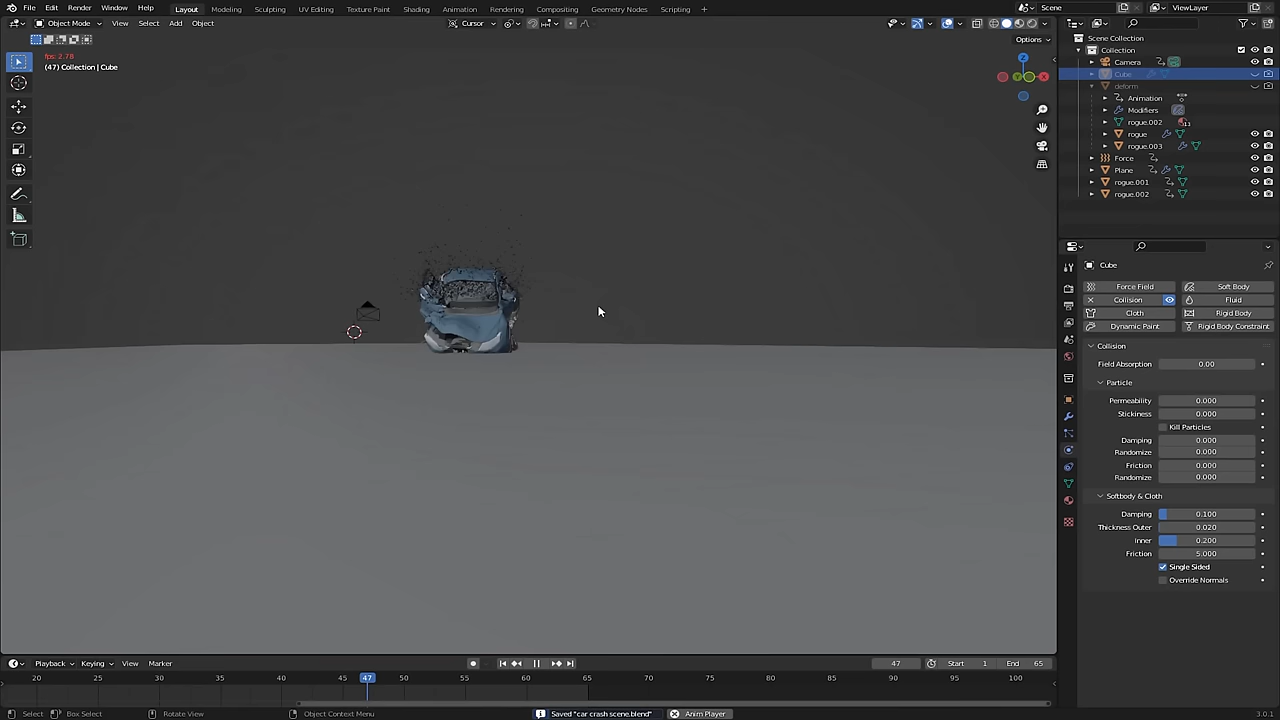 File Edit Render Window Help Layout Modeling Sculpting UV Editing Texture Paint Shading Animation Rendering Compositing Geometry Nodes Scripting + Scene ViewLayer
Object Mode View Select Add Object Cursor
Options
fps: 2.78
(47) Collection | Cube
Z
Y
X
Scene Collection
Collection
Camera
Cube
deform
Animation
Modifiers
rogue.002
rogue
rogue.003
Force
Plane
rogue.001
rogue.002
Cube
Force Field Soft Body
Collision Fluid
Cloth Rigid Body
Dynamic Paint Rigid Body Constraint
Collision
Field Absorption 0.00
Particle
Permeability 0.000
Stickiness 0.000
Kill Particles
Damping 0.000
Randomize 0.000
Friction 0.000
Randomize 0.000
Softbody & Cloth
Damping 0.100
Thickness Outer 0.020
Inner 0.200
Friction 5.000
Single Sided
Override Normals
Playback Keying View Marker 47 Start 1 End 65
20 25 30 35 40 45 47 50 55 60 65 70 75 80 85 90 95 100
Select Box Select Rotate View Object Context Menu Saved "car crash scene.blend" Anim Player 3.0.1